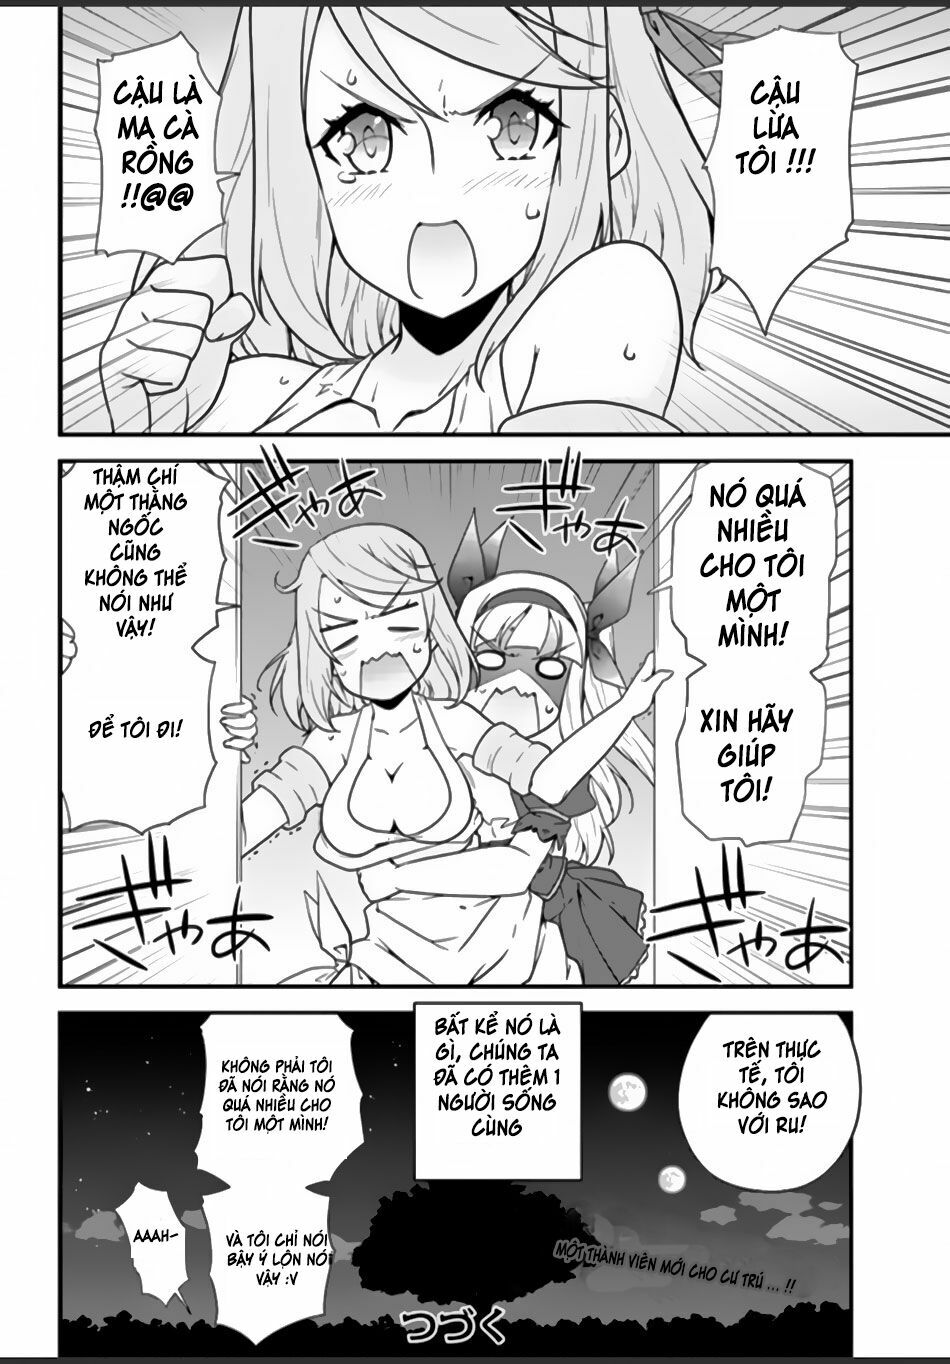 CẬU
LỪA
TÔI !!!
CẬU LÀ
MA CÀ
RỒNG
!!@@
NÓ QUÁ
NHIỀU
CHO TÔI
MỘT
MÌNH!
XIN HÃY
GIÚP
TÔI!
THẬM CHÍ
MỘT THẰNG
NGỐC
CŨNG
KHÔNG THỂ
NÓI NHƯ
VẬY!
ĐỂ TÔI ĐI!
ぎゃあ
ぎゃあ
ぎゃあ
ぎゃあ
TRÊN THỰC
TẾ, TÔI
KHÔNG SAO
VỚI RU!
BẤT KỂ NÓ LÀ
GÌ, CHÚNG TA
ĐÃ CÓ THÊM 1
NGƯỜI SỐNG
CÙNG
KHÔNG PHẢI TÔI
ĐÃ NÓI RẰNG NÓ
QUÁ NHIỀU CHO
TÔI MỘT MÌNH!
VÀ TÔI CHỈ NÓI
BẬY Ý LỘN NÓI
VẬY :V
AAAH~
MỘT THÀNH VIÊN MỚI CHO CƯ TRÚ ... !!
つづく